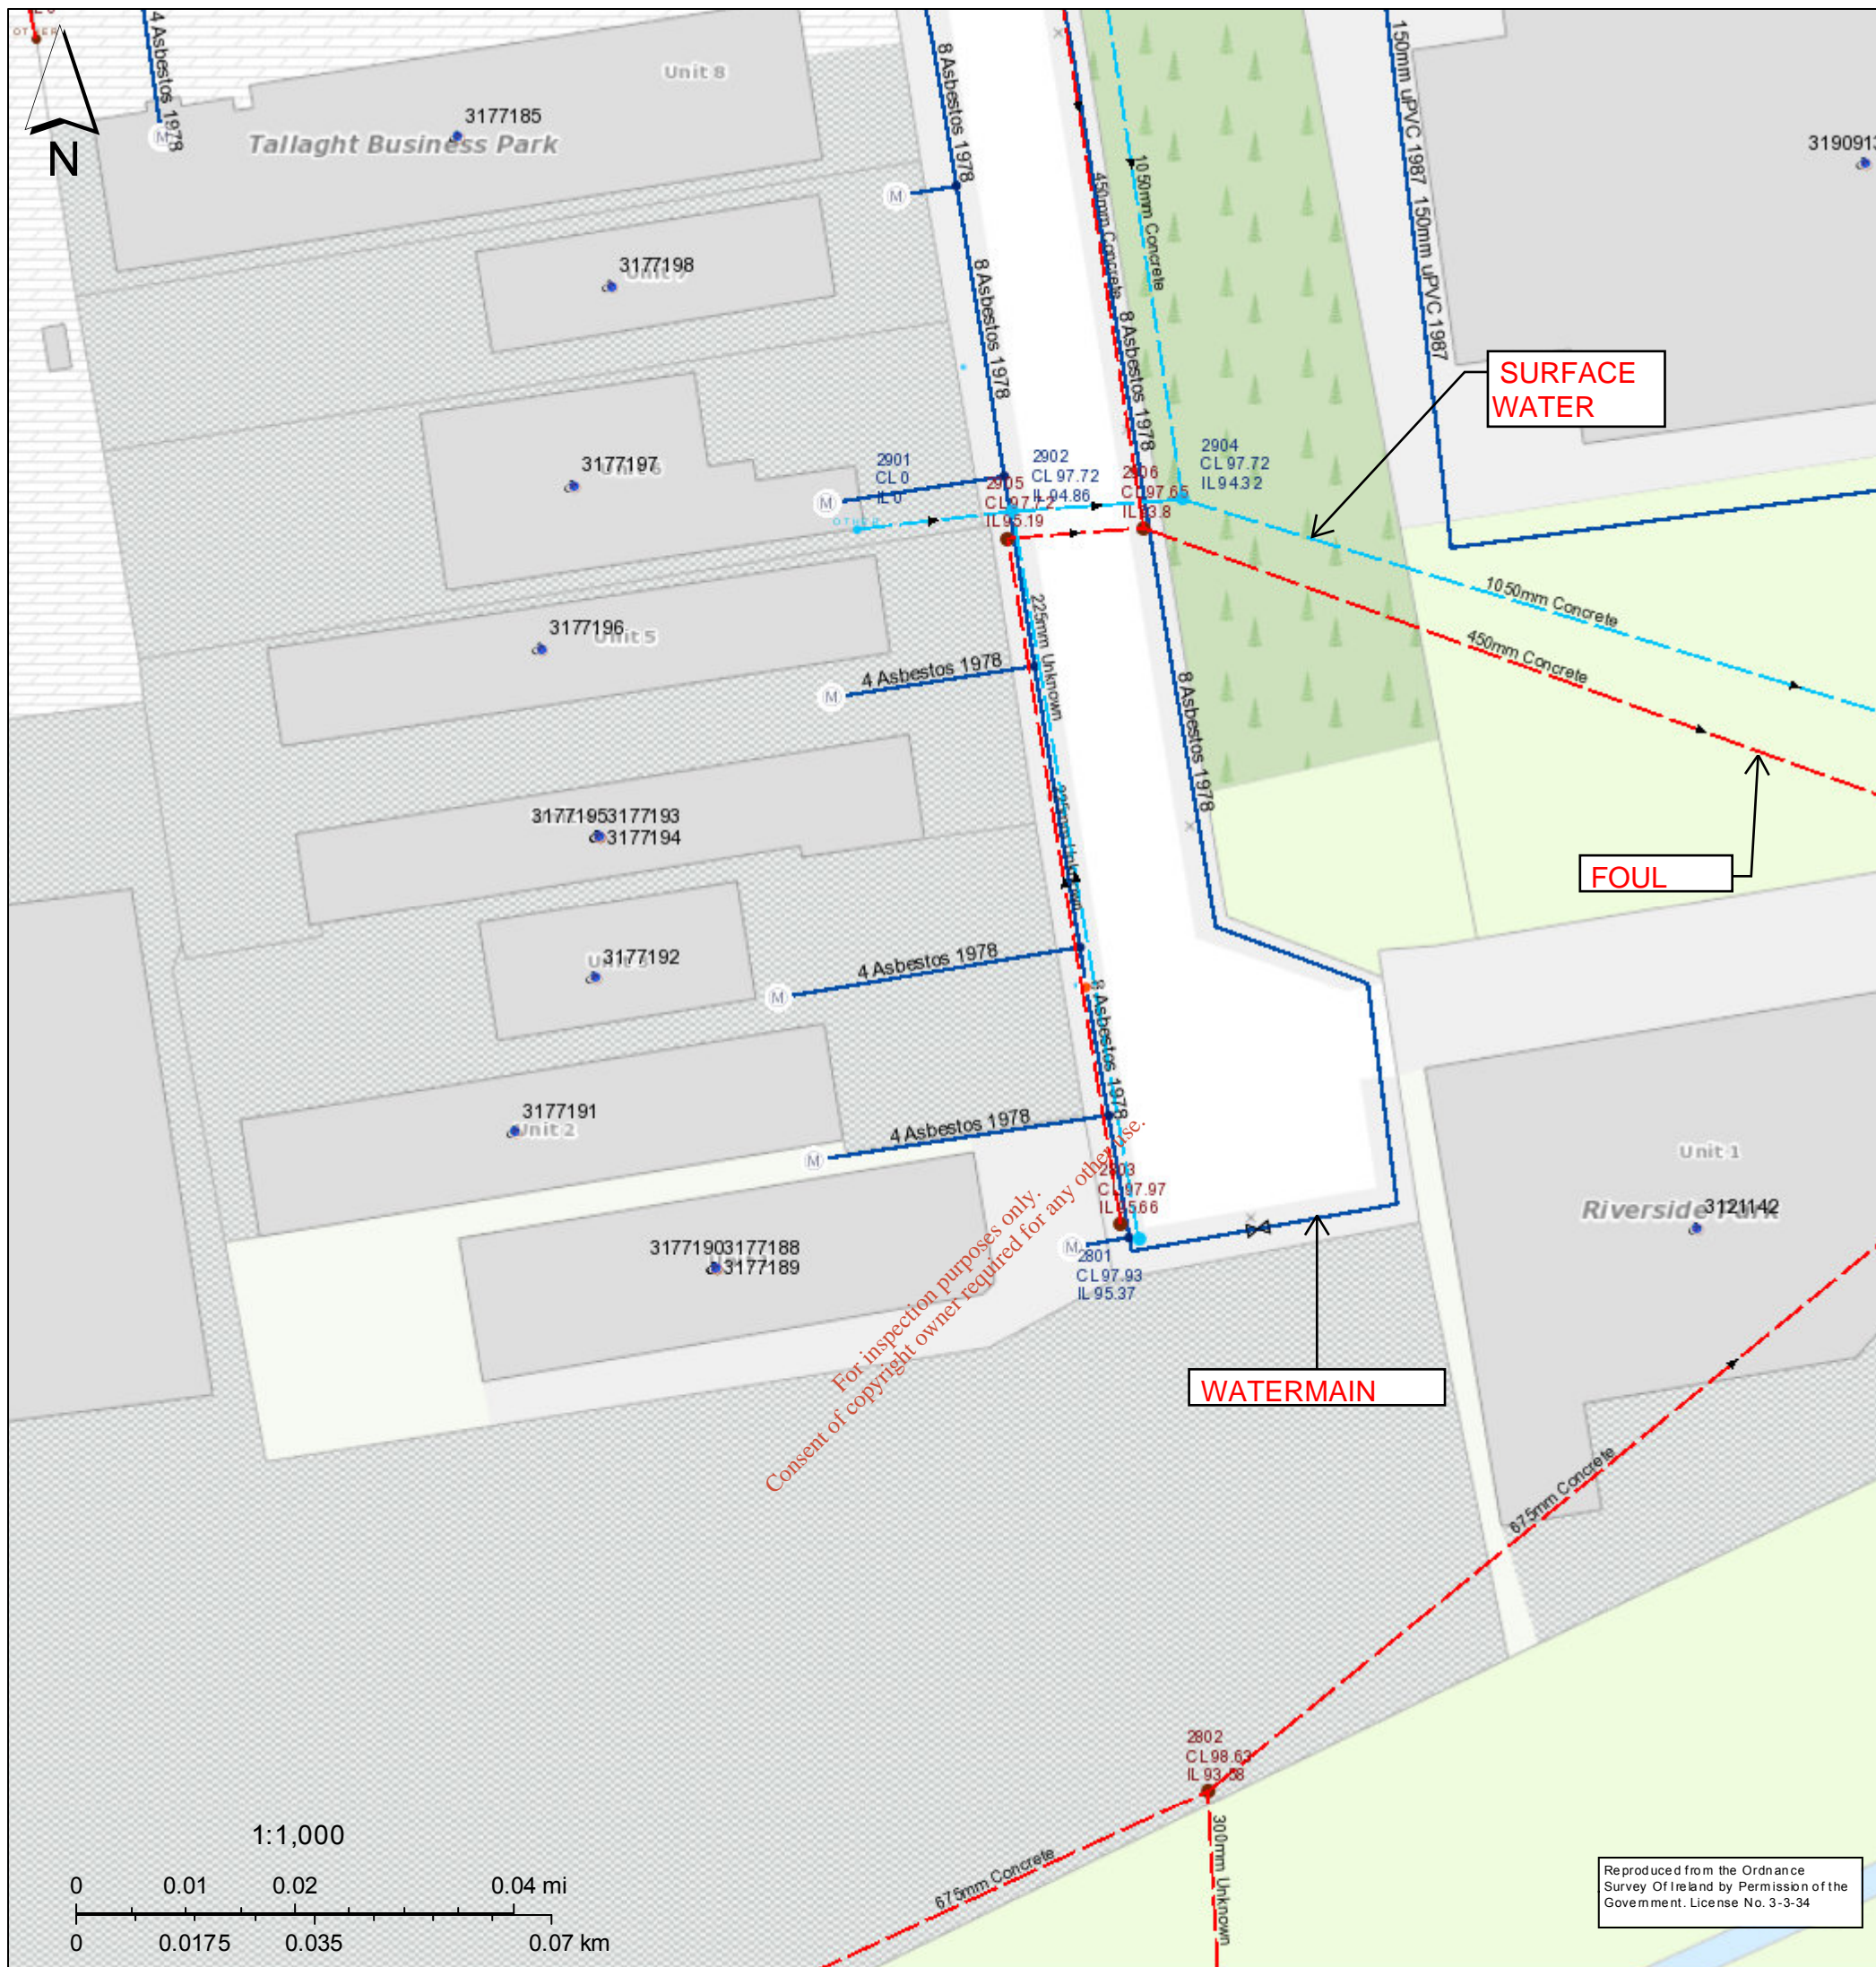 OTHER
N
4 Asbestos 1978
Unit 8
3177185
Tallaght Business Park
8 Asbestos 1978
3177198
8 Asbestos 1978
450mm Concrete
1050mm Concrete
8 Asbestos 1978
150mm uPVC 1987
150mm uPVC 1987
3190913
SURFACE
WATER
3177197
2901
CL 0
IL 0
OTHER
2902
CL 97.72
IL 94.86
2905
CL 97.72
IL 95.19
2906
CL 97.65
IL 93.8
2904
CL 97.72
IL 94.32
3177196
Unit 5
4 Asbestos 1978
225mm Unknown
8 Asbestos 1978
1050mm Concrete
450mm Concrete
FOUL
3177195 3177193
3177194
225mm Unknown
3177192
4 Asbestos 1978
8 Asbestos 1978
3177191
Unit 2
4 Asbestos 1978
2803
CL 97.97
IL 95.66
3177190 3177188
3177189
2801
CL 97.93
IL 95.37
Unit 1
Riverside Park
3121142
WATERMAIN
For inspection purposes only.
Consent of copyright owner required for any other use.
675mm Concrete
2802
CL 98.63
IL 93.58
675mm Concrete
300mm Unknown
1:1,000
0 0.01 0.02 0.04 mi
0 0.0175 0.035 0.07 km
Reproduced from the Ordnance
Survey Of Ireland by Permission of the
Government. License No. 3-3-34